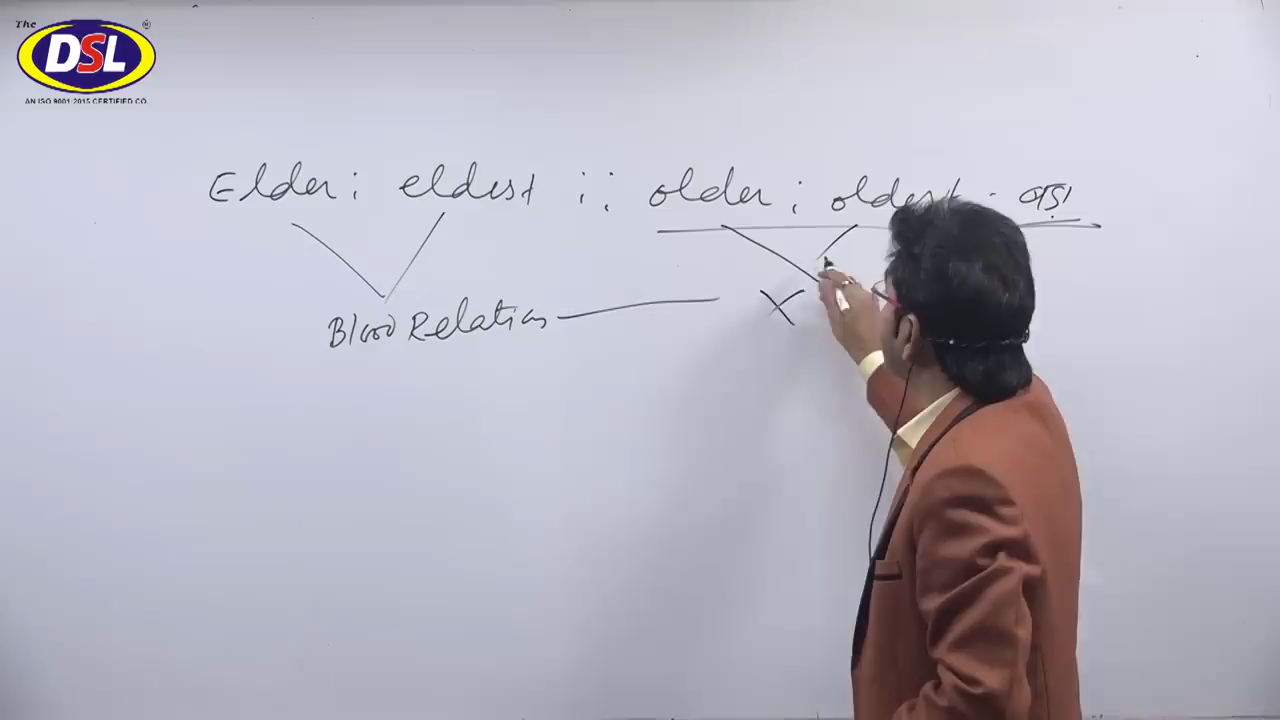 The
DSL
®
AN ISO 9001:2015 CERTIFIED CO.
Elder ; eldest :: older ; oldest -
Blood Relation
X